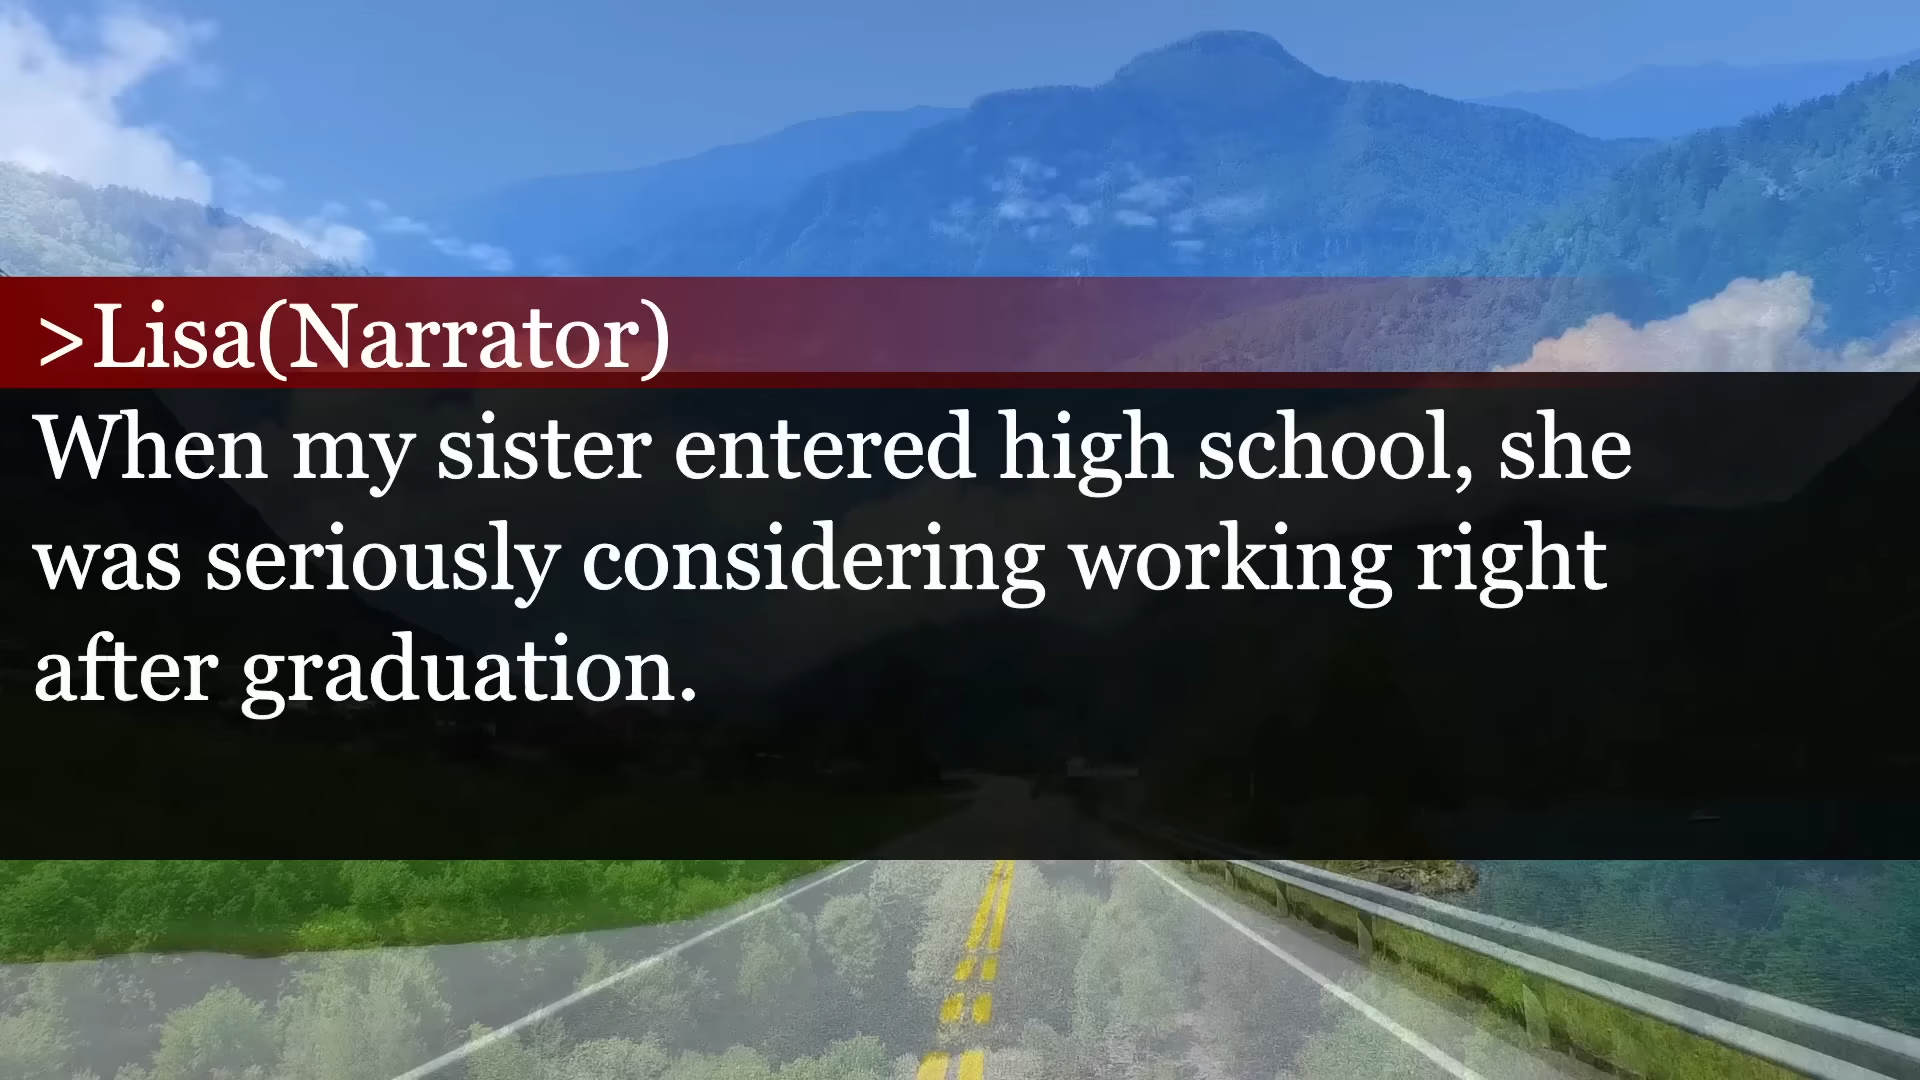 >Lisa(Narrator)
When my sister entered high school, she
was seriously considering working right
after graduation.